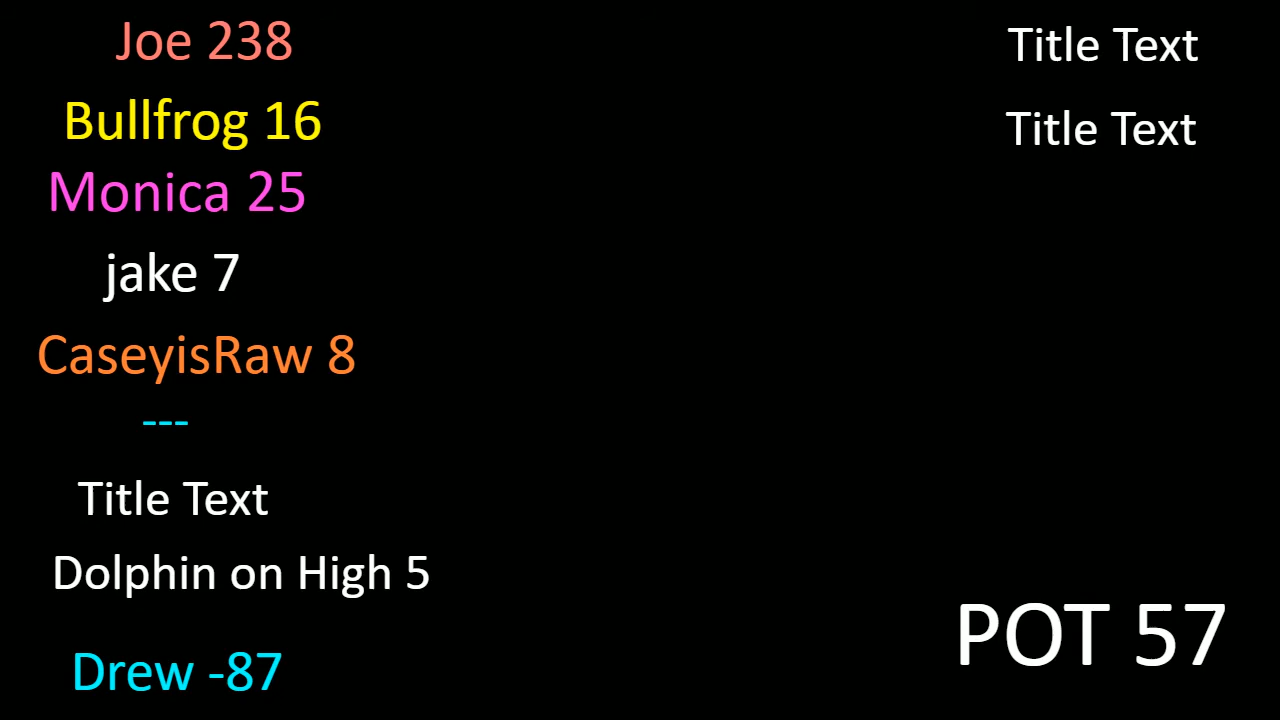 Joe 238
Title Text
Bullfrog 16
Title Text
Monica 25
jake 7
CaseyisRaw 8
---
Title Text
Dolphin on High 5
POT 57
Drew -87